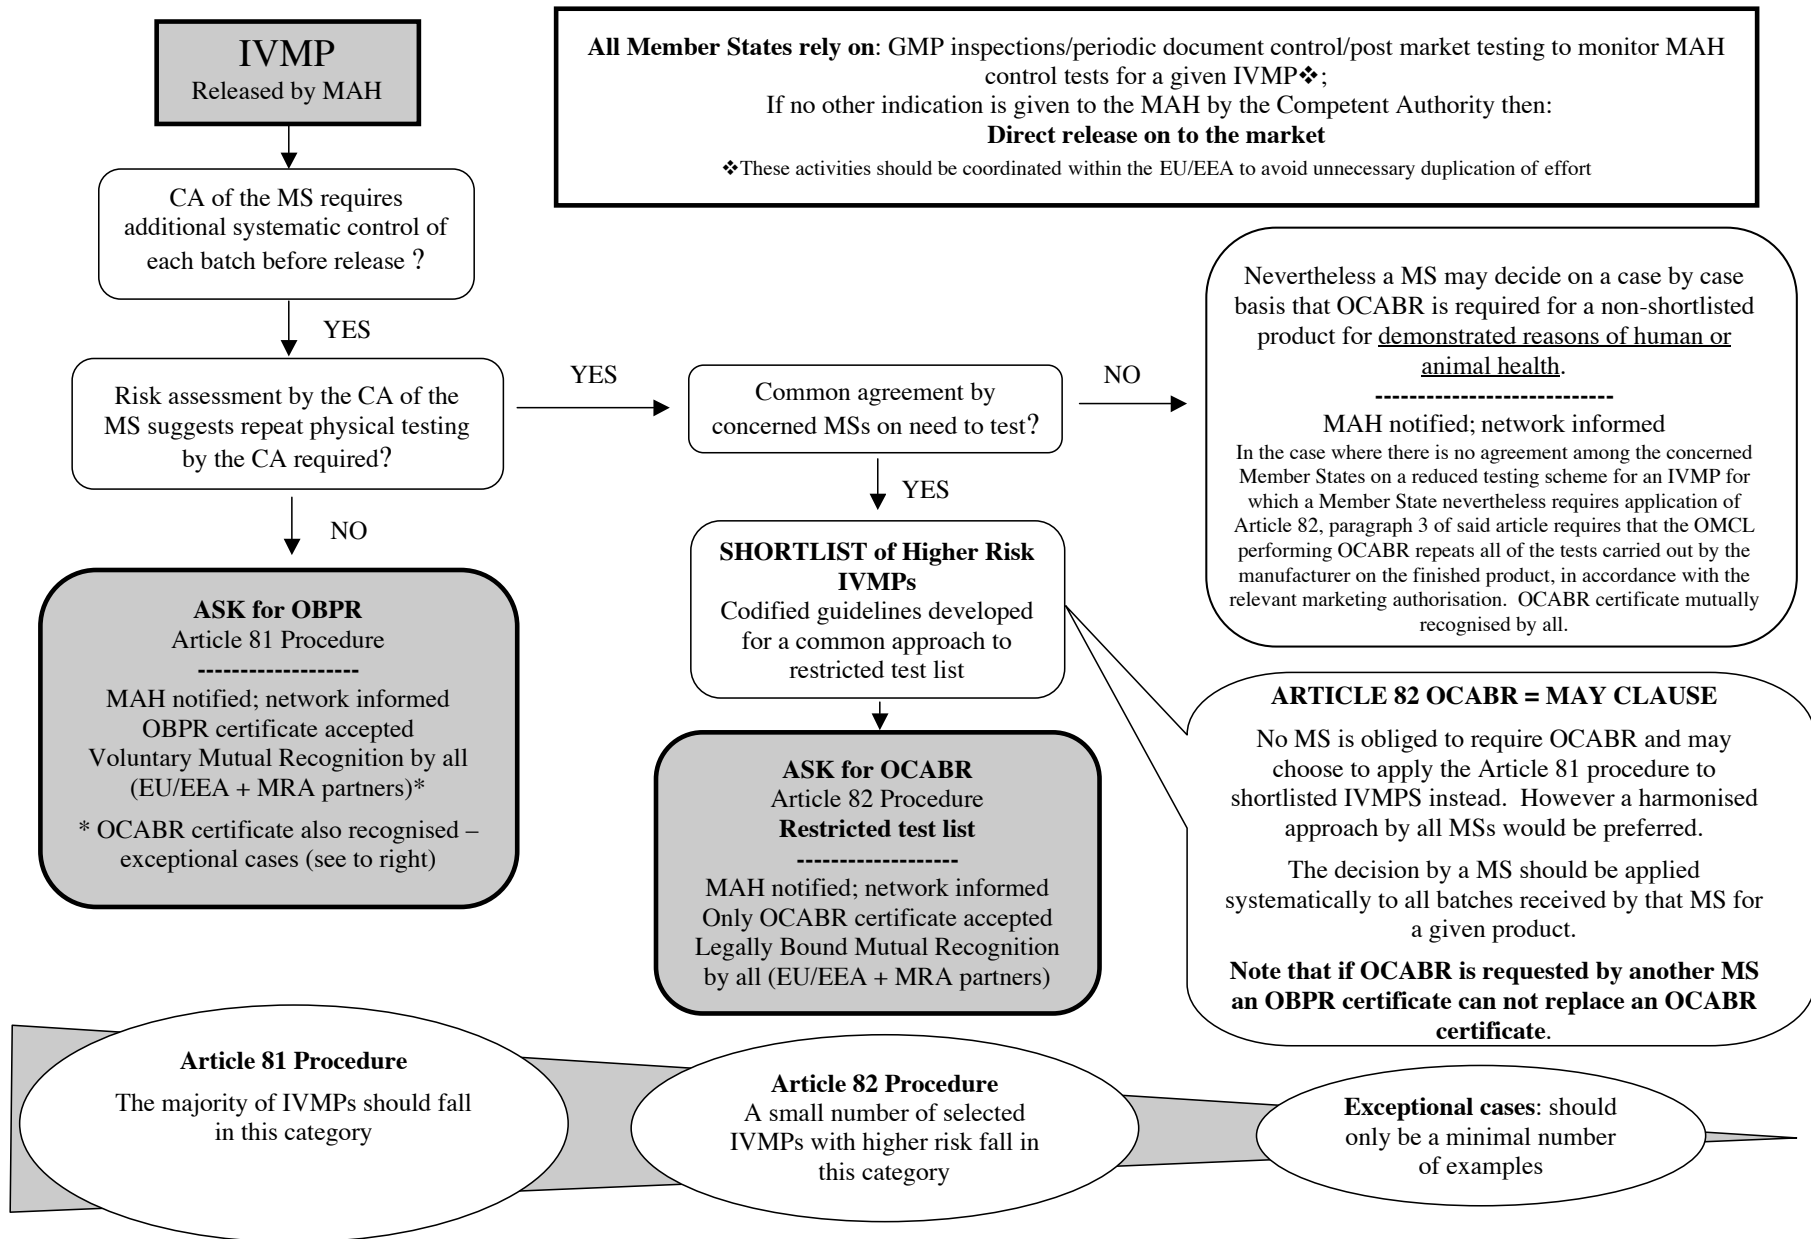 IVMP
Released by MAH
All Member States rely on: GMP inspections/periodic document control/post market testing to monitor MAH
control tests for a given IVMP❖;
If no other indication is given to the MAH by the Competent Authority then:
Direct release on to the market
❖These activities should be coordinated within the EU/EEA to avoid unnecessary duplication of effort
CA of the MS requires
additional systematic control of
each batch before release ?
YES
Risk assessment by the CA of the
MS suggests repeat physical testing
by the CA required?
YES
Common agreement by
concerned MSs on need to test?
NO
Nevertheless a MS may decide on a case by case
basis that OCABR is required for a non-shortlisted
product for demonstrated reasons of human or
animal health.
----------------------------
MAH notified; network informed
In the case where there is no agreement among the concerned
Member States on a reduced testing scheme for an IVMP for
which a Member State nevertheless requires application of
Article 82, paragraph 3 of said article requires that the OMCL
performing OCABR repeats all of the tests carried out by the
manufacturer on the finished product, in accordance with the
relevant marketing authorisation.  OCABR certificate mutually
recognised by all.
NO
ASK for OBPR
Article 81 Procedure
-------------------
MAH notified; network informed
OBPR certificate accepted
Voluntary Mutual Recognition by all
(EU/EEA + MRA partners)*
* OCABR certificate also recognised –
exceptional cases (see to right)
YES
SHORTLIST of Higher Risk
IVMPs
Codified guidelines developed
for a common approach to
restricted test list
ASK for OCABR
Article 82 Procedure
Restricted test list
-------------------
MAH notified; network informed
Only OCABR certificate accepted
Legally Bound Mutual Recognition
by all (EU/EEA + MRA partners)
ARTICLE 82 OCABR = MAY CLAUSE
No MS is obliged to require OCABR and may
choose to apply the Article 81 procedure to
shortlisted IVMPS instead.  However a harmonised
approach by all MSs would be preferred.
The decision by a MS should be applied
systematically to all batches received by that MS for
a given product.
Note that if OCABR is requested by another MS
an OBPR certificate can not replace an OCABR
certificate.
Article 81 Procedure
The majority of IVMPs should fall
in this category
Article 82 Procedure
A small number of selected
IVMPs with higher risk fall in
this category
Exceptional cases: should
only be a minimal number
of examples